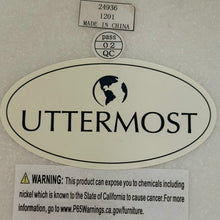 24936
1201
MADE IN CHINA
pass
02
QC
UTTERMOST
WARNING: This product can expose you to chemicals including
nickel which is known to the State of California to cause cancer.For
more information, go to www.P65Warnings.ca.gov/furniture.